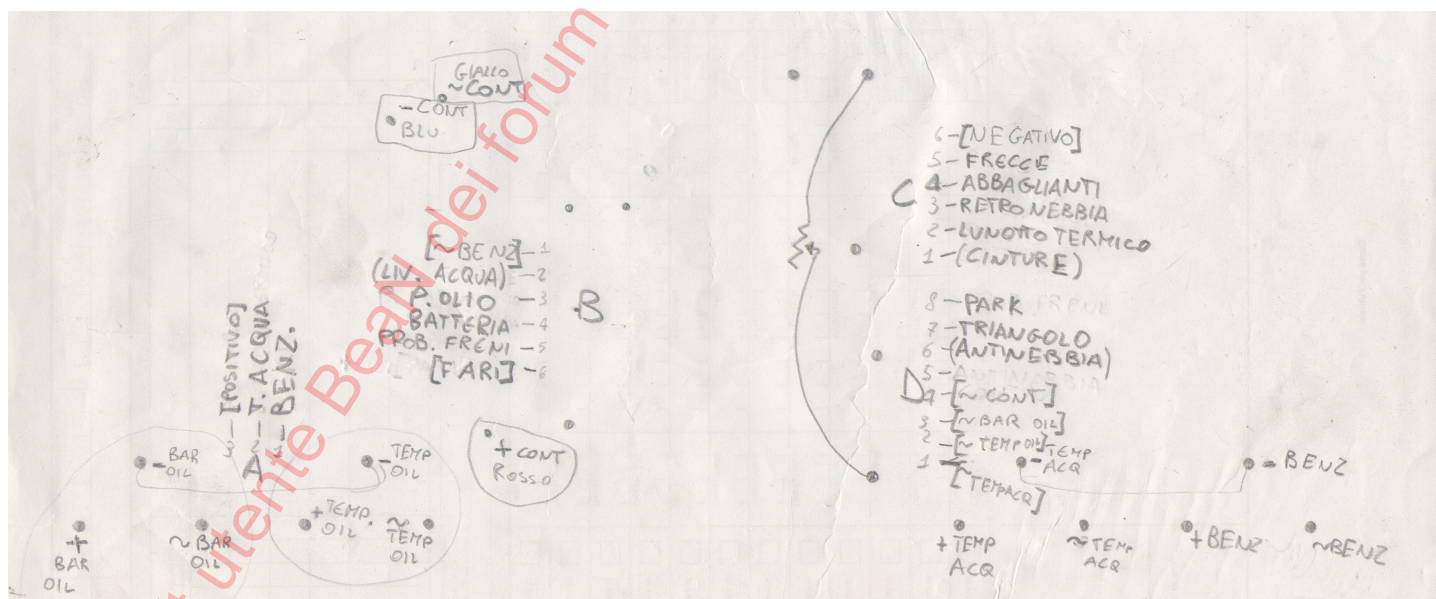 GIALLO
~CONT
-CONT
BLU
[~BENZ]-1
(LIV. ACQUA)-2
P.OLIO -3
BATTERIA -4
PROB. FRENI -5
[FARI] -6
B
3-[POSITIVO]
2-T. ACQUA
1-BENZ.
A
- BAR
OIL
- TEMP
OIL
+ CONT
ROSSO
+
BAR
OIL
~ BAR
OIL
+ TEMP.
OIL
~
TEMP
OIL
C
6-[NEGATIVO]
5-FRECCE
4-ABBAGLIANTI
3-RETRONEBBIA
2-LUNOTTO TERMICO
1-(CINTURE)
D
8-PARK
7-TRIANGOLO
6-(ANTINEBBIA)
5-ANTINEBBIA
4-[~CONT]
3-[~BAR OIL]
2-[~TEMP OIL]
1-[~TEMP ACQ]
- TEMP
ACQ
- BENZ
+ TEMP
ACQ
~ TEMP
ACQ
+BENZ
~BENZ
utente BeaN dei forum